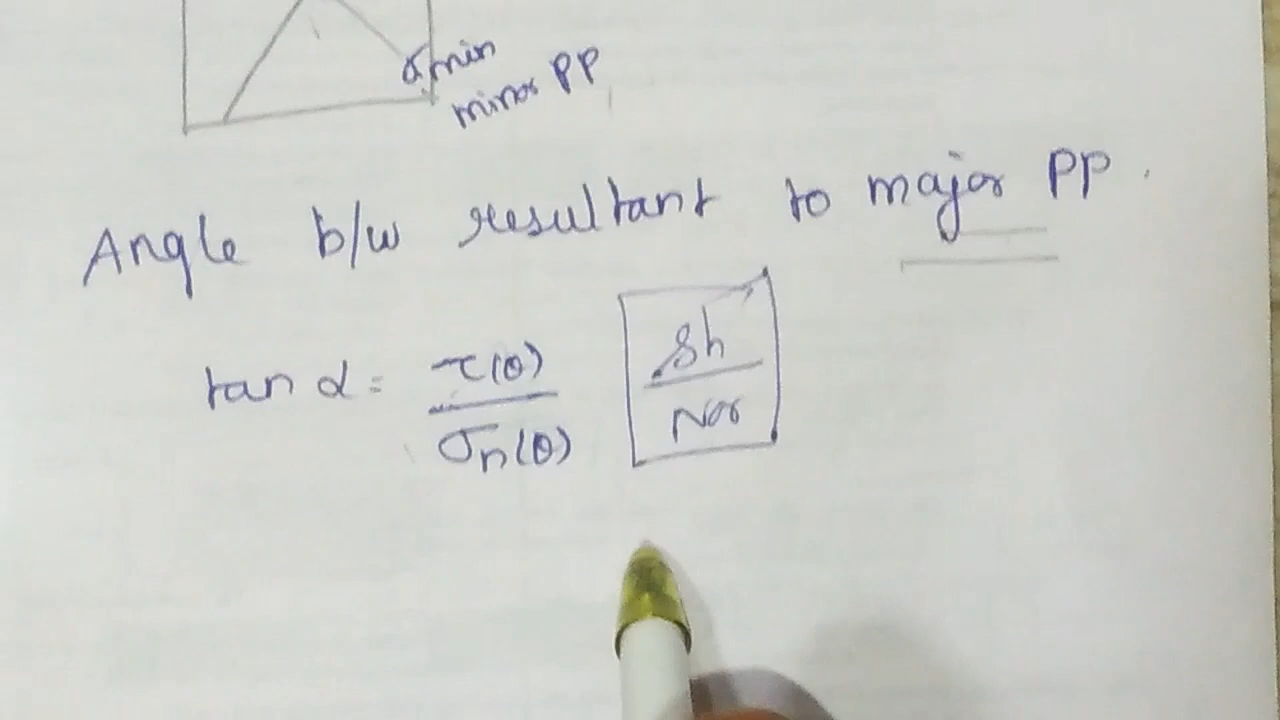 σmin
minor PP
Angle b/w resultant to major PP.
tan α = τ(θ) / σn(θ)
Sh / Nor